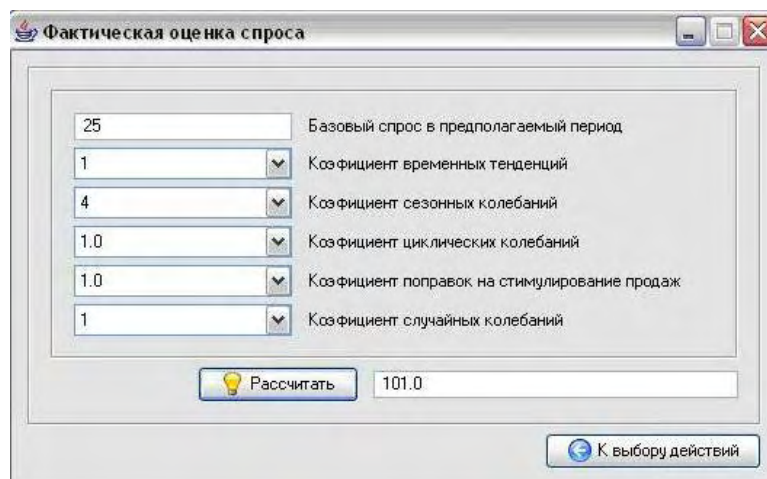 Фактическая оценка спроса
25 Базовый спрос в предполагаемый период
1 Коэфициент временных тенденций
4 Коэфициент сезонных колебаний
1.0 Коэфициент циклических колебаний
1.0 Коэфициент поправок на стимулирование продаж
1 Коэфициент случайных колебаний
Рассчитать 101.0
К выбору действий